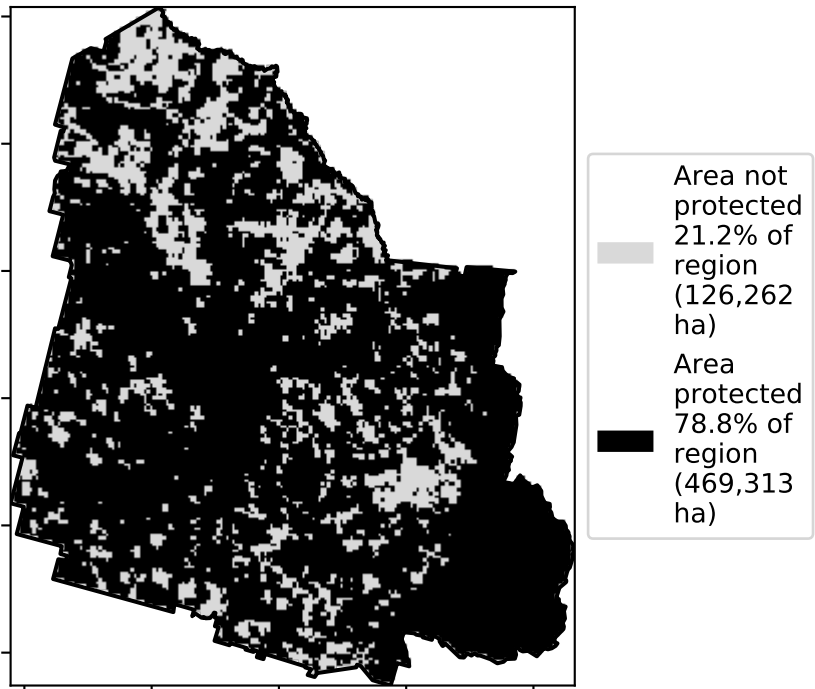 Area not
protected
21.2% of
region
(126,262
ha)
Area
protected
78.8% of
region
(469,313
ha)